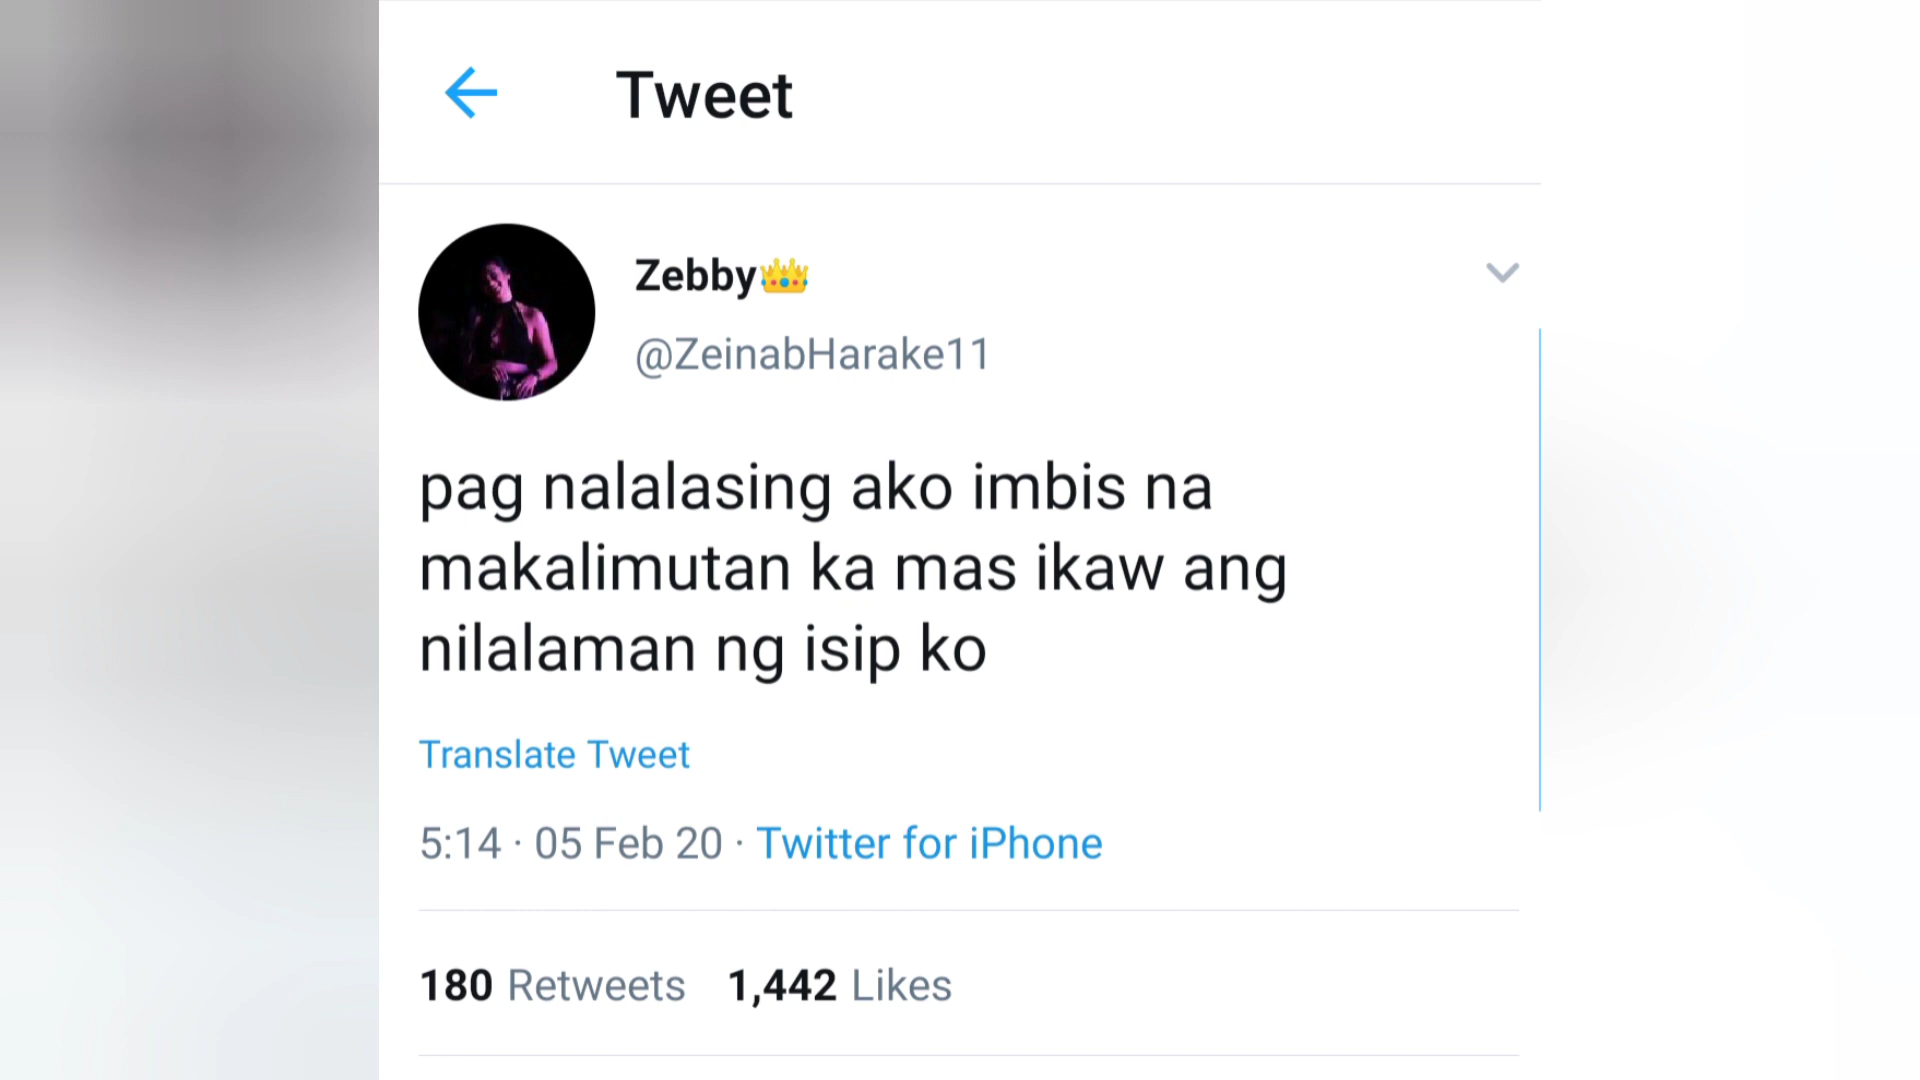 Tweet
Zebby👑
@ZeinabHarake11
pag nalalasing ako imbis na
makalimutan ka mas ikaw ang
nilalaman ng isip ko
Translate Tweet
5:14 · 05 Feb 20 · Twitter for iPhone
180 Retweets 1,442 Likes